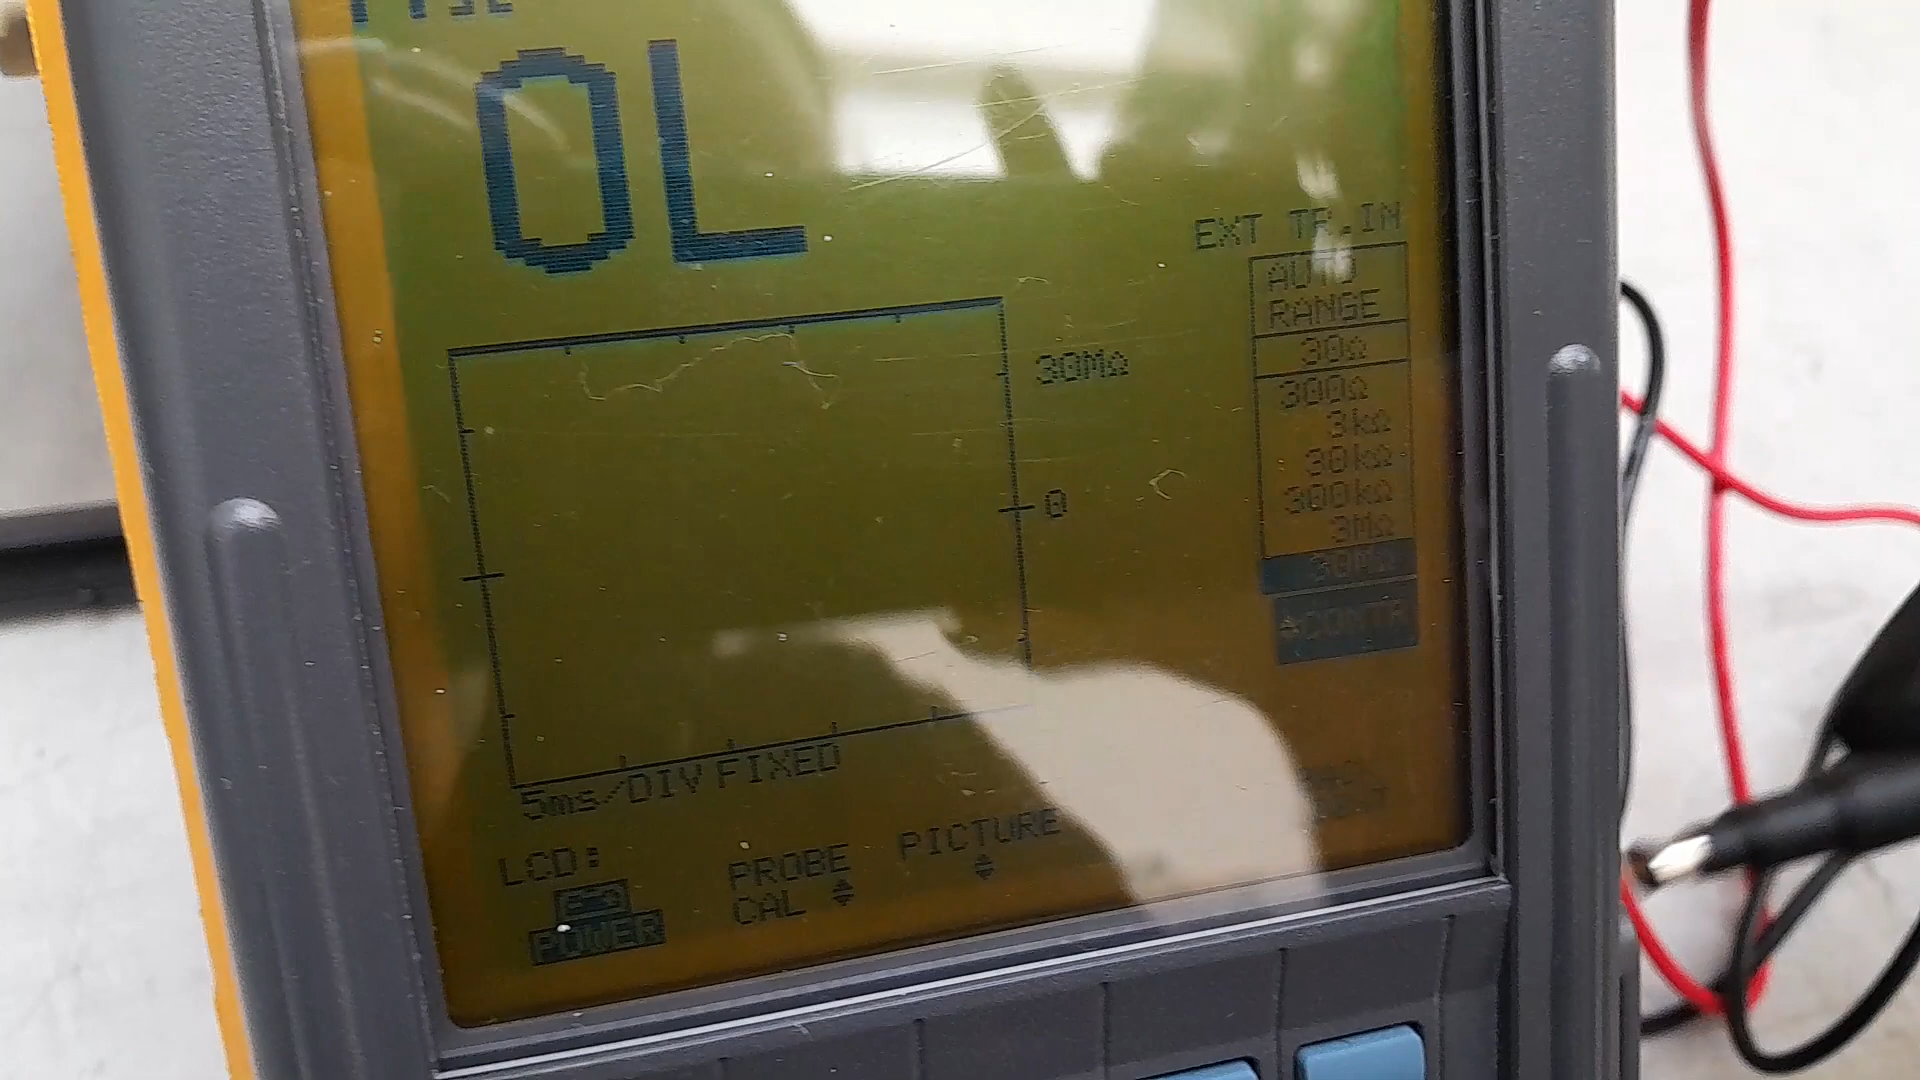 OL
EXT TR.IN
AUTO
RANGE
30Ω
300Ω
30MΩ
3kΩ
30kΩ
300kΩ
0
3MΩ
30MΩ
5ms/DIV FIXED
LCD:
PROBE
CAL
PICTURE
POWER